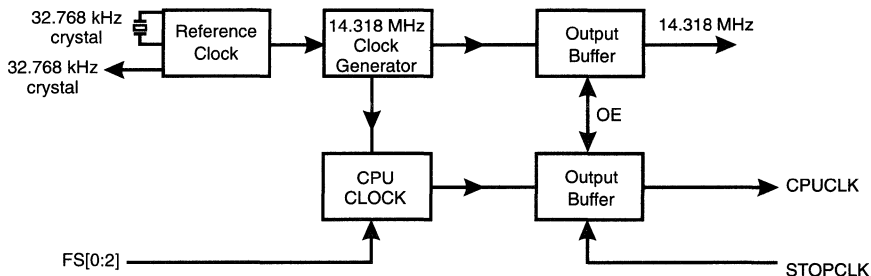 32.768 kHz
crystal
Reference
Clock
14.318 MHz
Clock
Generator
Output
Buffer
14.318 MHz
32.768 kHz
crystal
OE
CPU
CLOCK
Output
Buffer
CPUCLK
FS[0:2]
STOPCLK